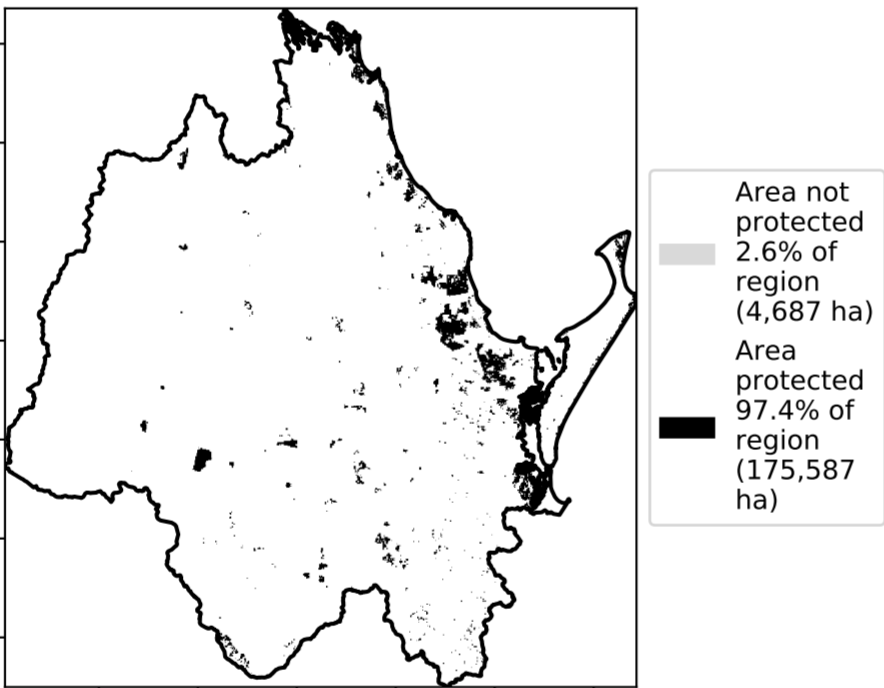 Area not
protected
2.6% of
region
(4,687 ha)
Area
protected
97.4% of
region
(175,587
ha)